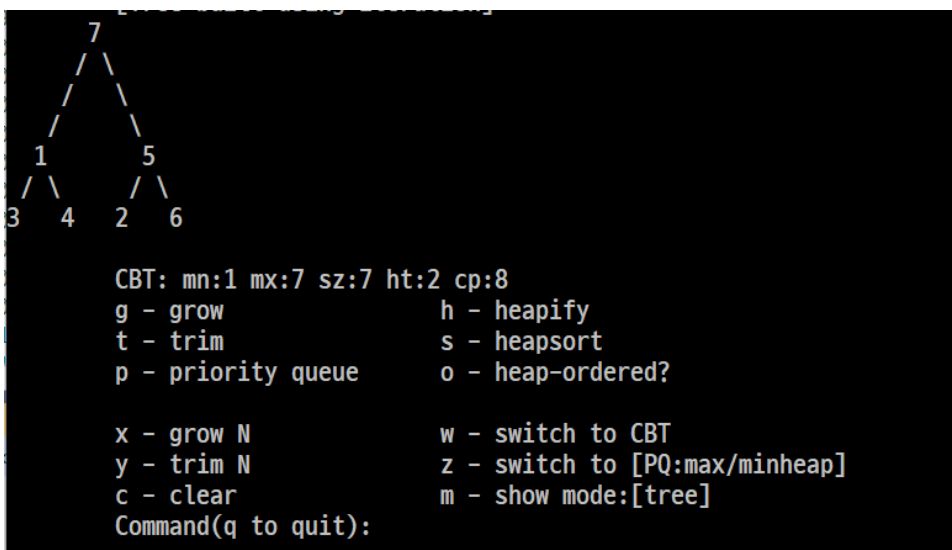 7
/ \
/   \
/     \
1       5
/ \     / \
3   4   2   6
CBT: mn:1 mx:7 sz:7 ht:2 cp:8
g - grow                h - heapify
t - trim                s - heapsort
p - priority queue      o - heap-ordered?
x - grow N              w - switch to CBT
y - trim N              z - switch to [PQ:max/minheap]
c - clear               m - show mode:[tree]
Command(q to quit):